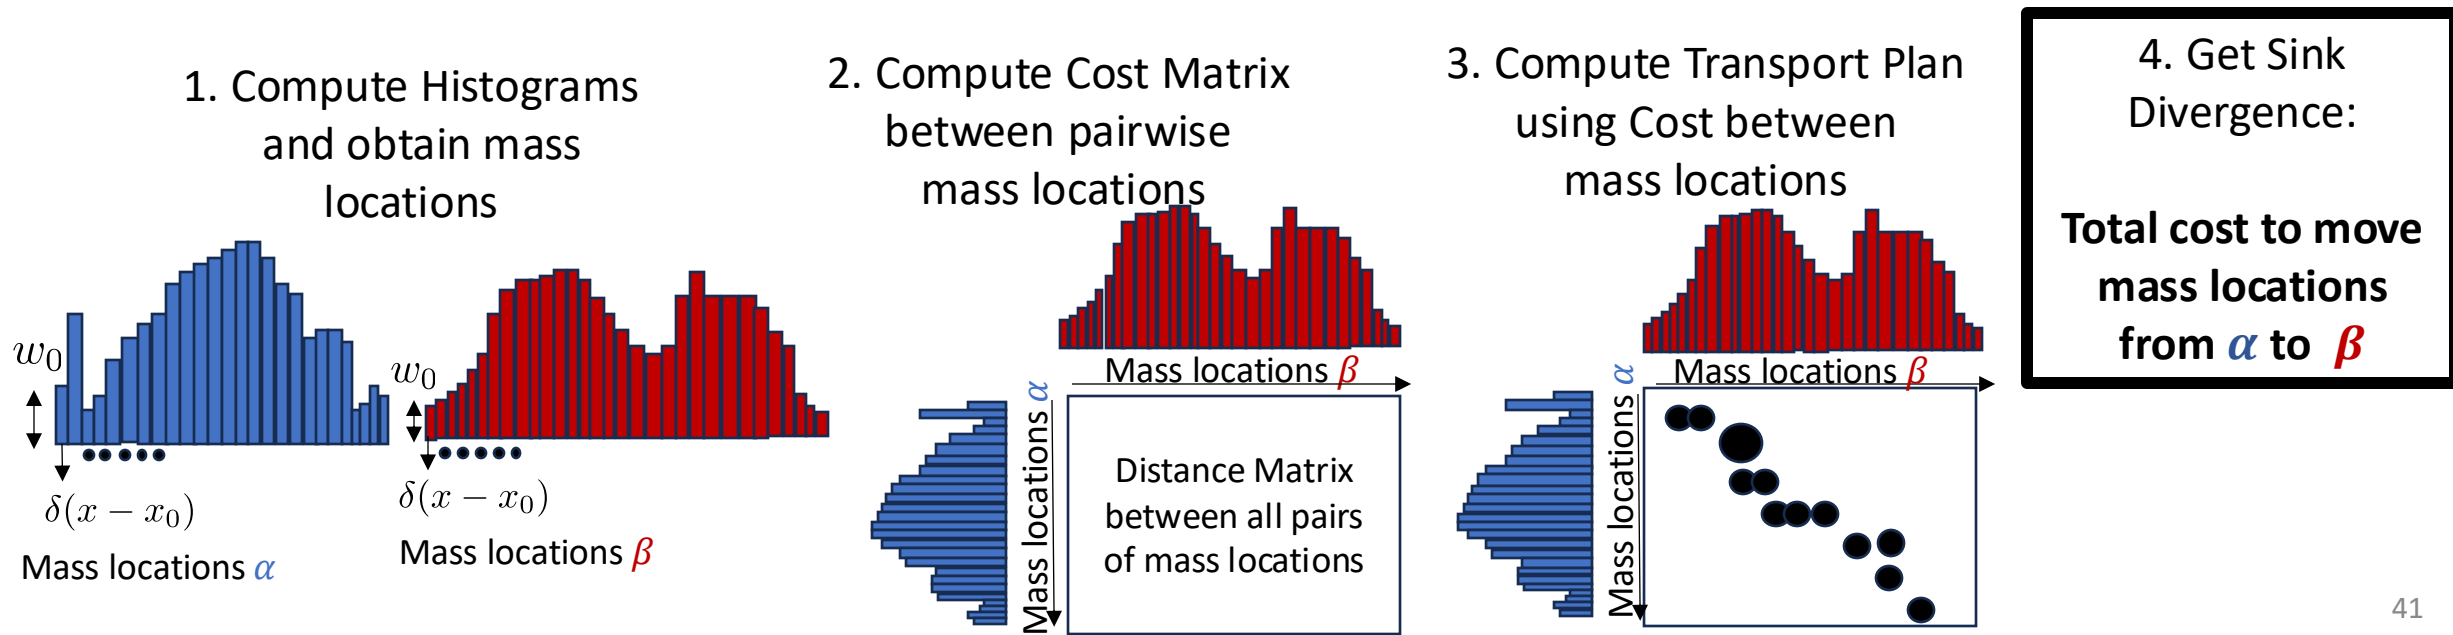 1. Compute Histograms
and obtain mass
locations
w₀
δ(x − x₀)
Mass locations α
w₀
δ(x − x₀)
Mass locations β
2. Compute Cost Matrix
between pairwise
mass locations
Mass locations β
Mass locations α
Distance Matrix
between all pairs
of mass locations
3. Compute Transport Plan
using Cost between
mass locations
Mass locations β
Mass locations α
4. Get Sink
Divergence:
Total cost to move
mass locations
from α to β
41